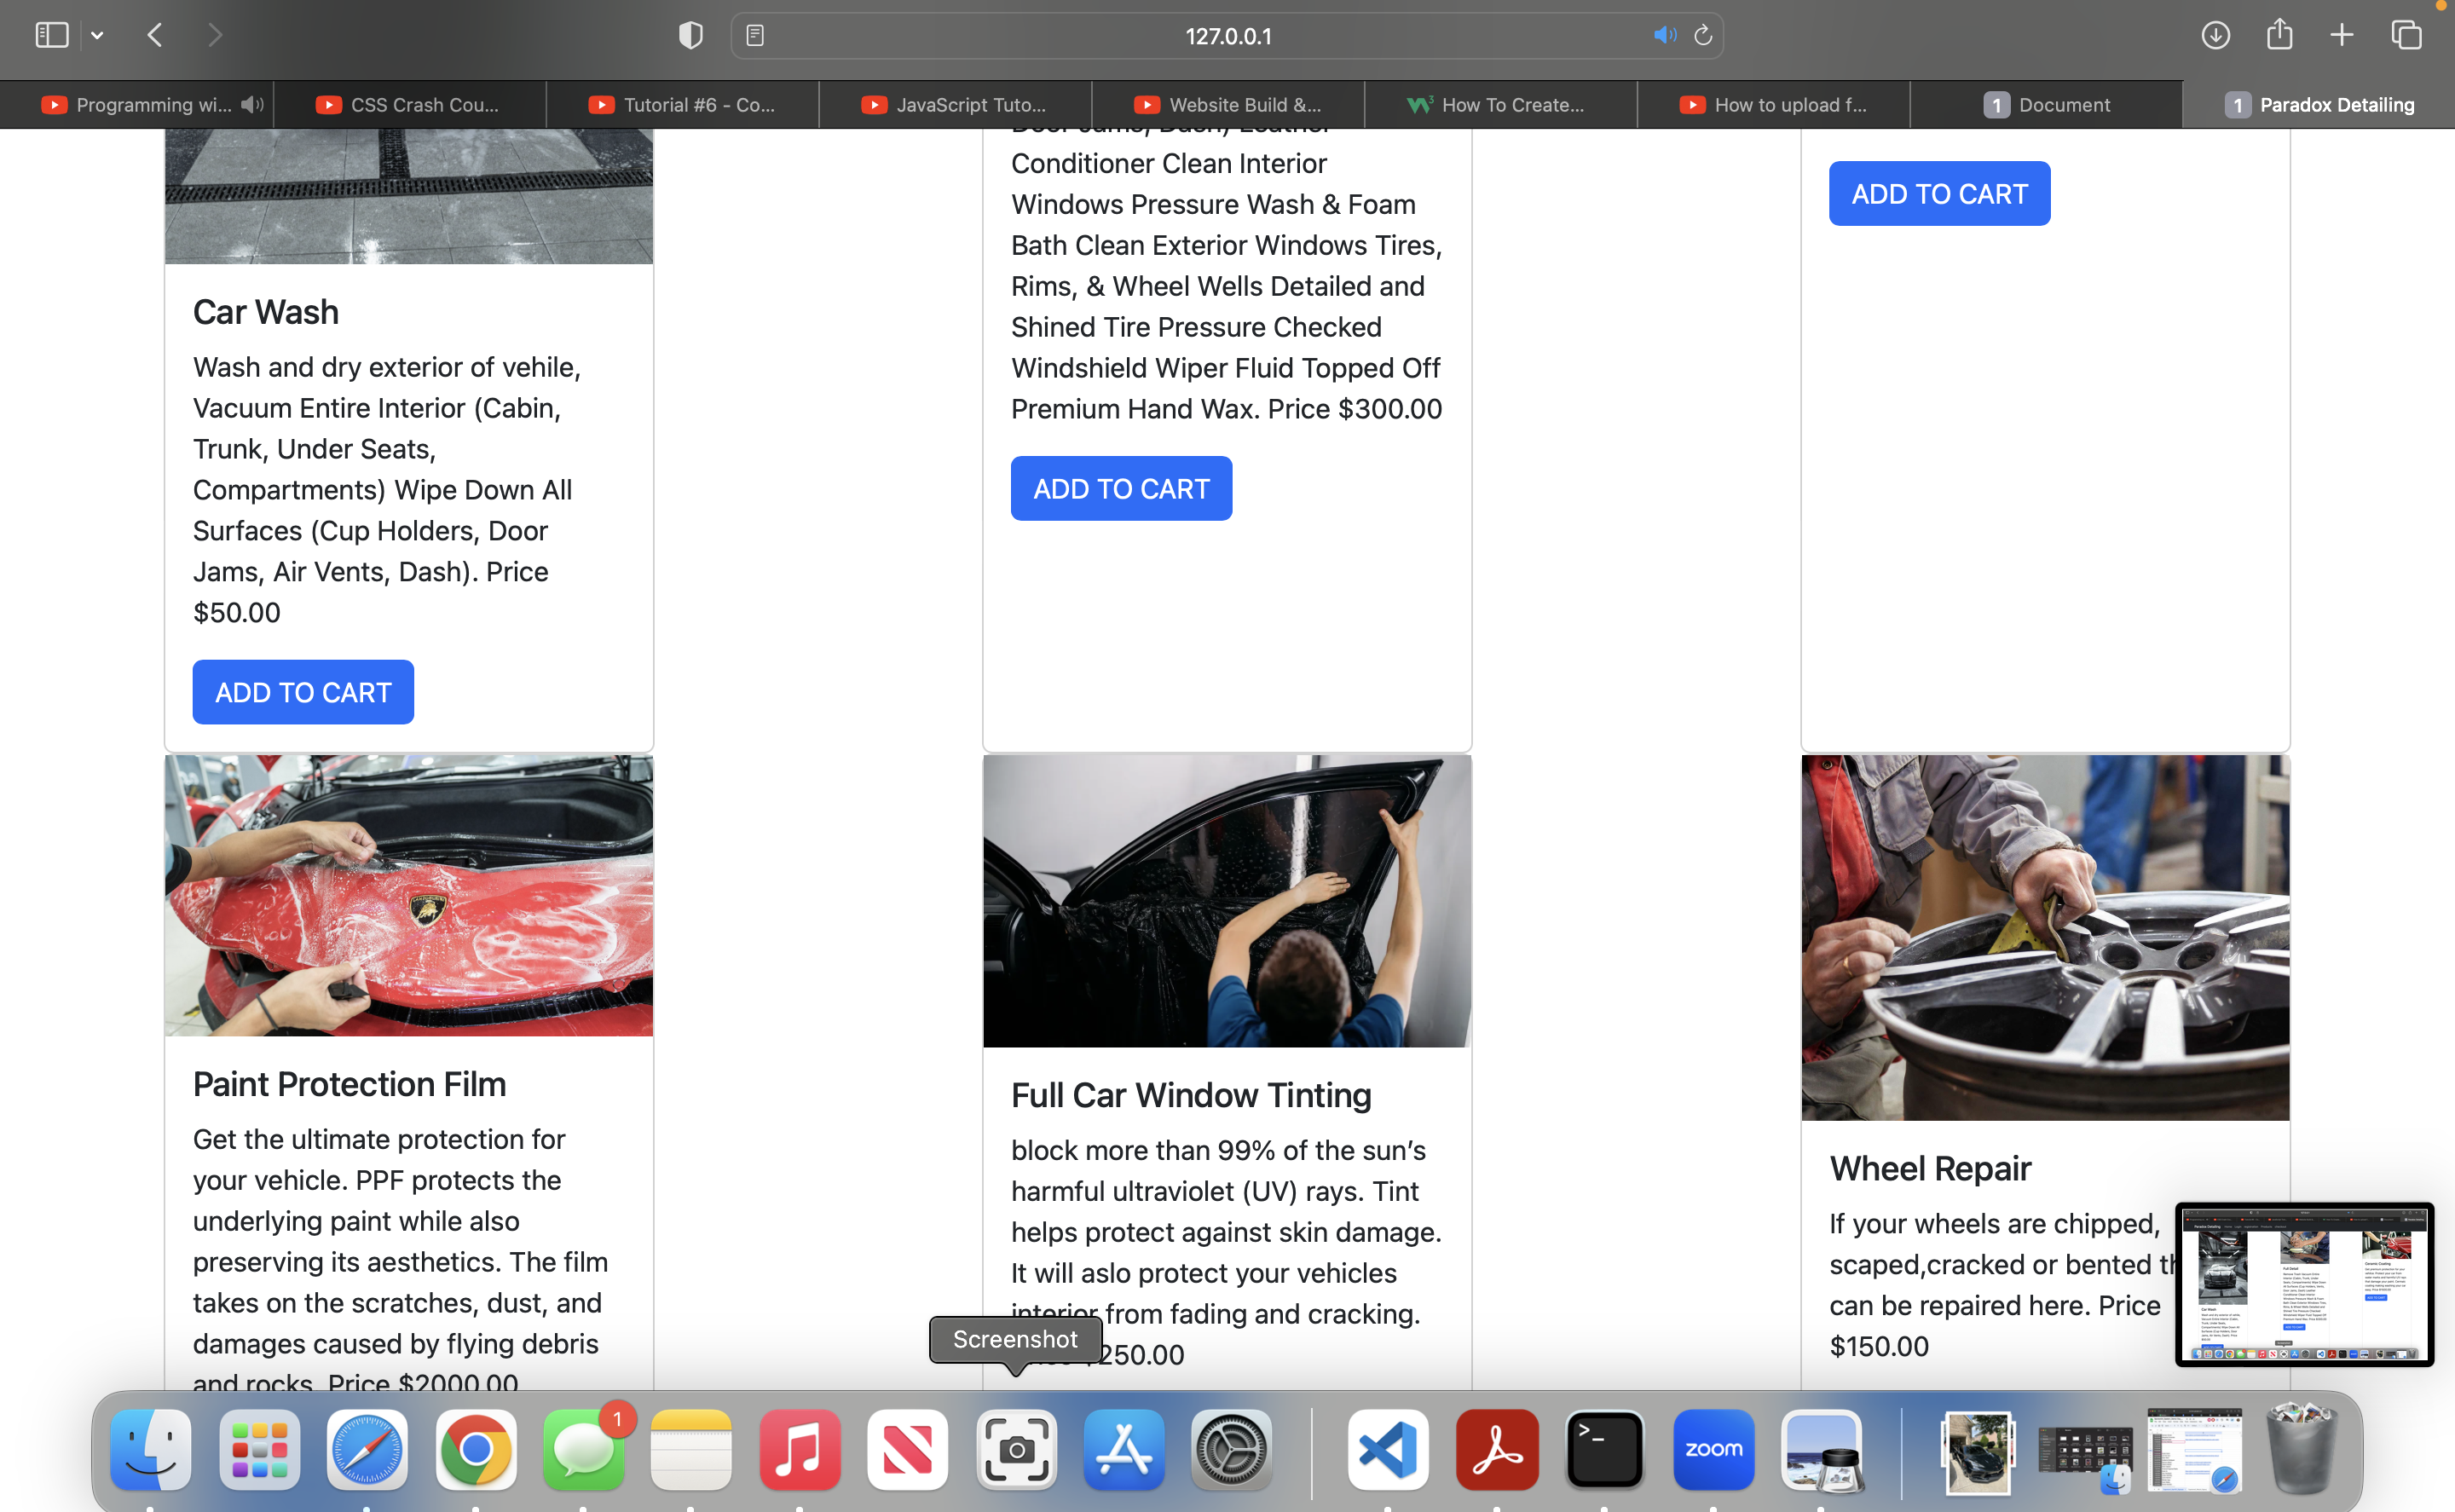 127.0.0.1
Programming wi...
CSS Crash Cou...
Tutorial #6 - Co...
JavaScript Tuto...
Website Build &...
How To Create...
How to upload f...
1 Document
1 Paradox Detailing
Car Wash
Wash and dry exterior of vehile,
Vacuum Entire Interior (Cabin,
Trunk, Under Seats,
Compartments) Wipe Down All
Surfaces (Cup Holders, Door
Jams, Air Vents, Dash). Price
$50.00
ADD TO CART
Door Jams, Dash) Leather
Conditioner Clean Interior
Windows Pressure Wash & Foam
Bath Clean Exterior Windows Tires,
Rims, & Wheel Wells Detailed and
Shined Tire Pressure Checked
Windshield Wiper Fluid Topped Off
Premium Hand Wax. Price $300.00
ADD TO CART
ADD TO CART
Paint Protection Film
Get the ultimate protection for
your vehicle. PPF protects the
underlying paint while also
preserving its aesthetics. The film
takes on the scratches, dust, and
damages caused by flying debris
and rocks. Price $2000.00
Full Car Window Tinting
block more than 99% of the sun’s
harmful ultraviolet (UV) rays. Tint
helps protect against skin damage.
It will aslo protect your vehicles
interior from fading and cracking.
250.00
Wheel Repair
If your wheels are chipped,
scaped,cracked or bented
can be repaired here. Price
$150.00
Screenshot
1
zoom